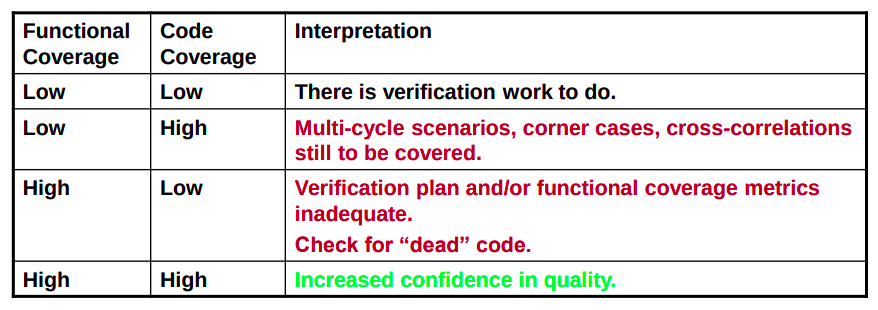 Functional Coverage
Code Coverage
Interpretation
Low
Low
There is verification work to do.
Low
High
Multi-cycle scenarios, corner cases, cross-correlations
still to be covered.
High
Low
Verification plan and/or functional coverage metrics
inadequate.
Check for “dead” code.
High
High
Increased confidence in quality.